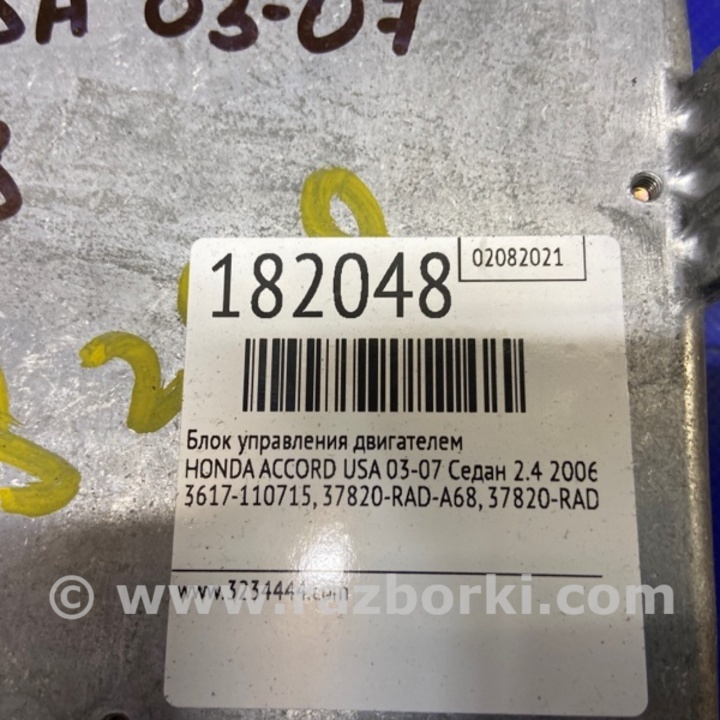 USA 03-07
182048
02082021
Блок управления двигателем
HONDA ACCORD USA 03-07 Седан 2.4 2006
3617-110715, 37820-RAD-A68, 37820-RAD
www.3234444.com
© www.razborki.com